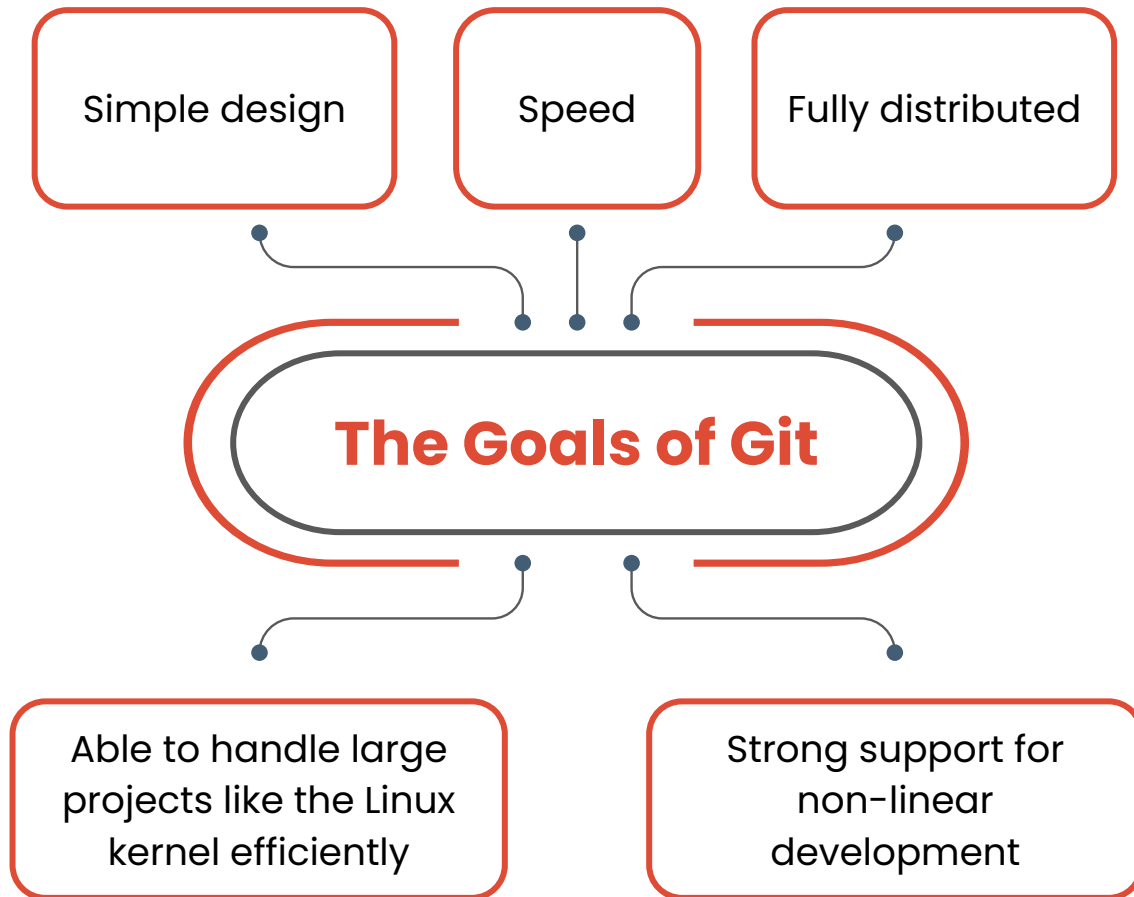 Simple design
Speed
Fully distributed
The Goals of Git
Able to handle large
projects like the Linux
kernel efficiently
Strong support for
non-linear
development